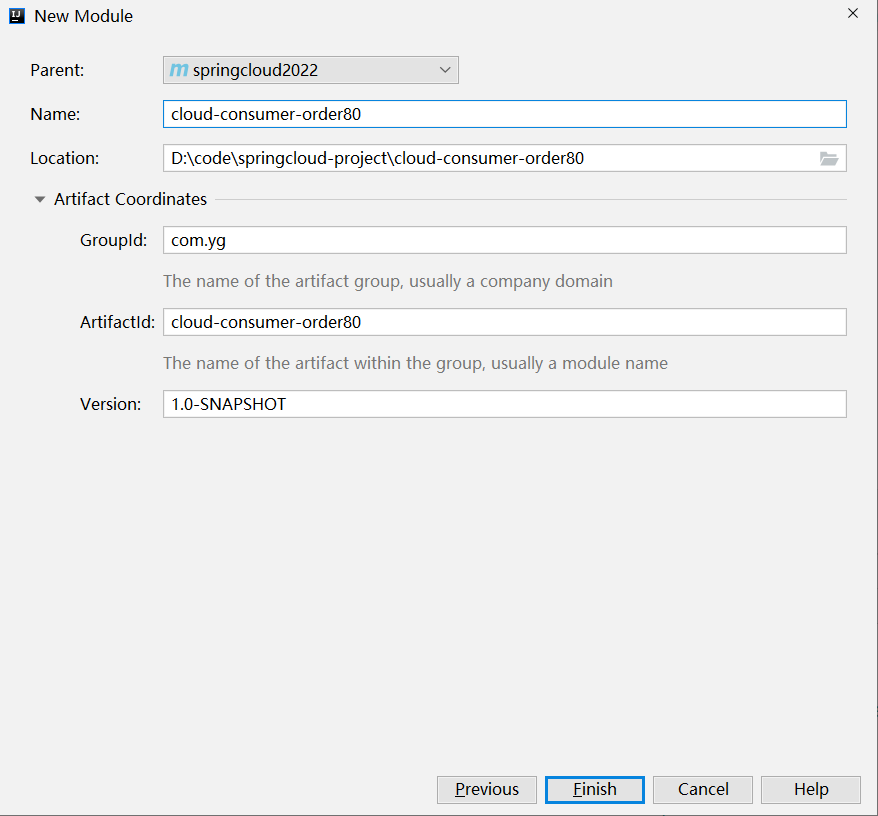 New Module
Parent: springcloud2022
Name: cloud-consumer-order80
Location: D:\code\springcloud-project\cloud-consumer-order80
Artifact Coordinates
GroupId: com.yg
The name of the artifact group, usually a company domain
ArtifactId: cloud-consumer-order80
The name of the artifact within the group, usually a module name
Version: 1.0-SNAPSHOT
Previous Finish Cancel Help